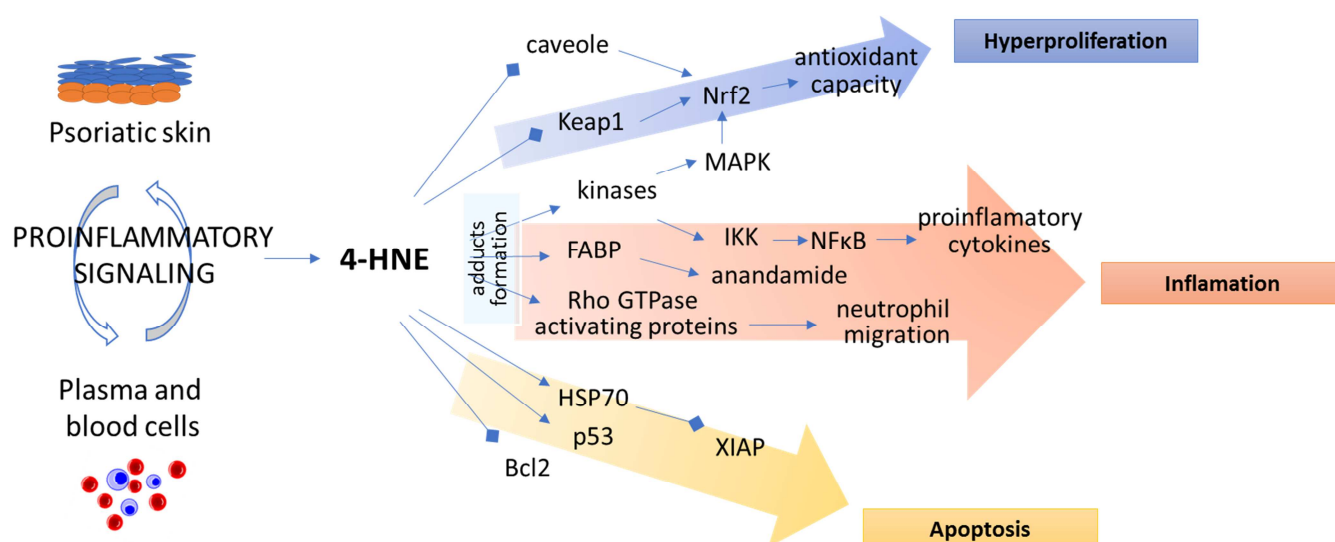 Psoriatic skin
PROINFLAMMATORY
SIGNALING
Plasma and
blood cells
4-HNE
adducts
formation
caveole
Keap1
Nrf2
antioxidant
capacity
MAPK
kinases
IKK
NFκB
proinflamatory
cytokines
FABP
anandamide
Rho GTPase
activating proteins
neutrophil
migration
HSP70
p53
Bcl2
XIAP
Hyperproliferation
Inflamation
Apoptosis